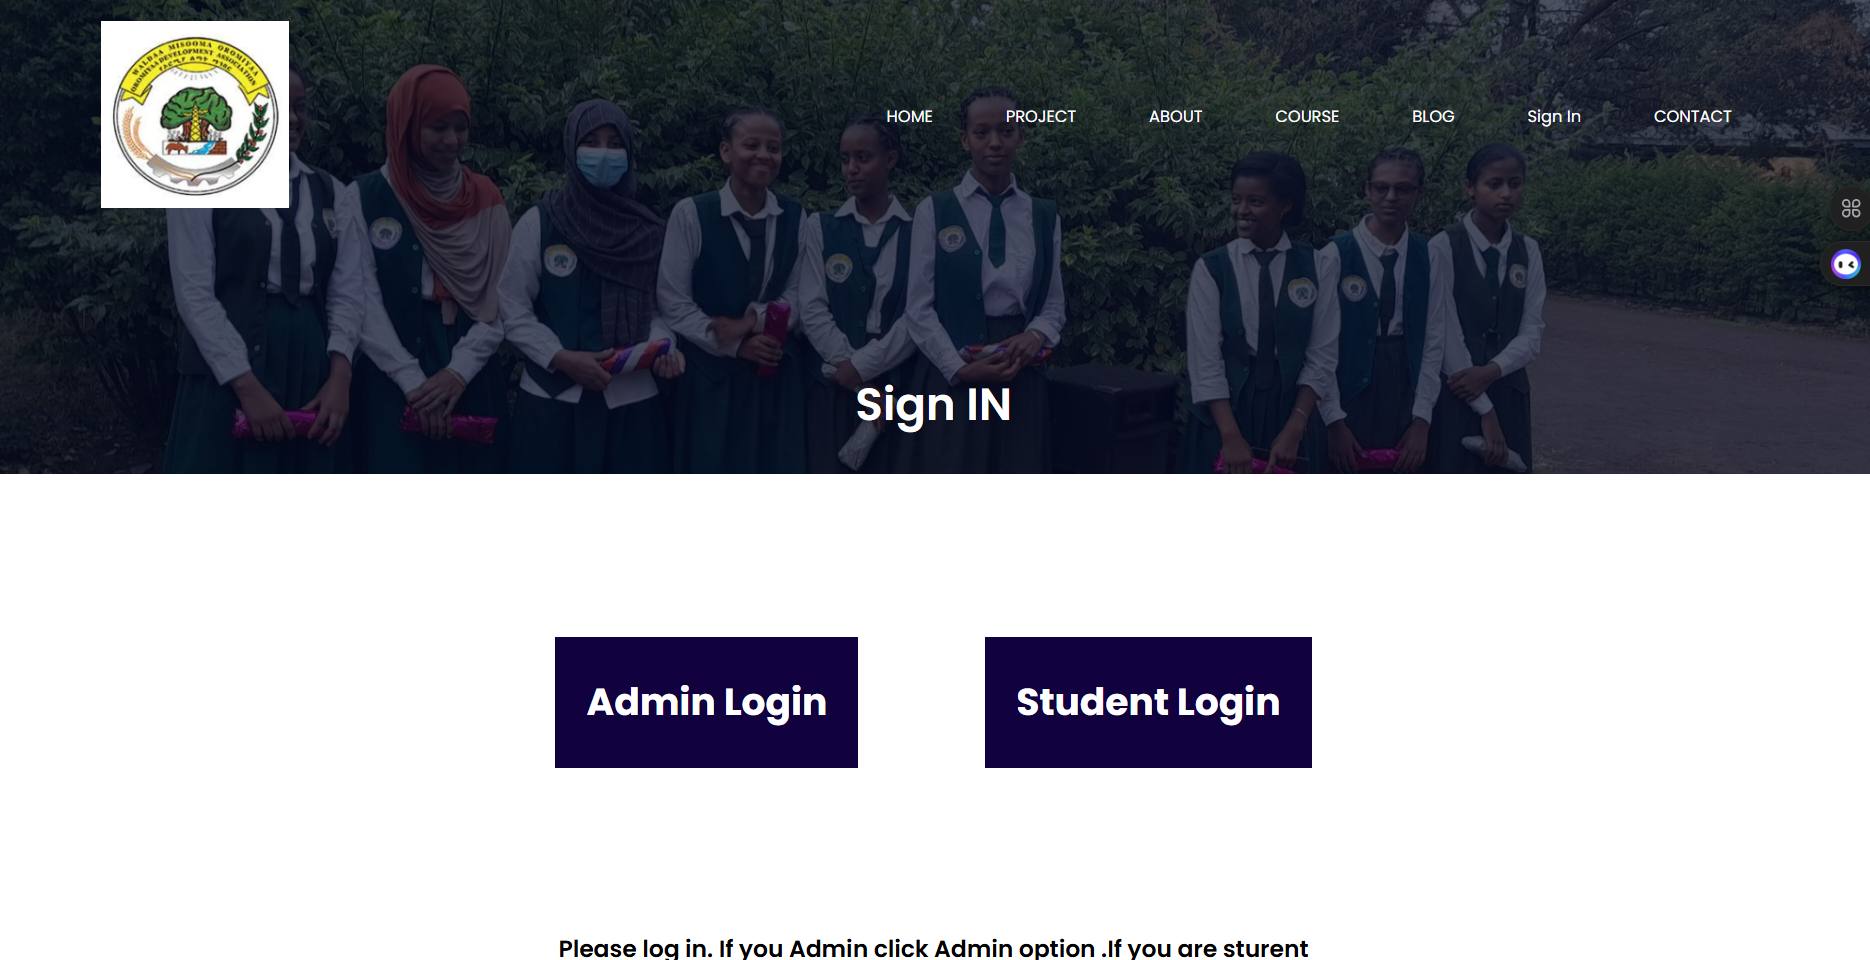 WALDAA MISOOMA OROMIYAA
OROMIYAA DEVELOPMENT ASSOCIATION
HOME
PROJECT
ABOUT
COURSE
BLOG
Sign In
CONTACT
Sign IN
Admin Login
Student Login
Please log in. If you Admin click Admin option .If you are sturent